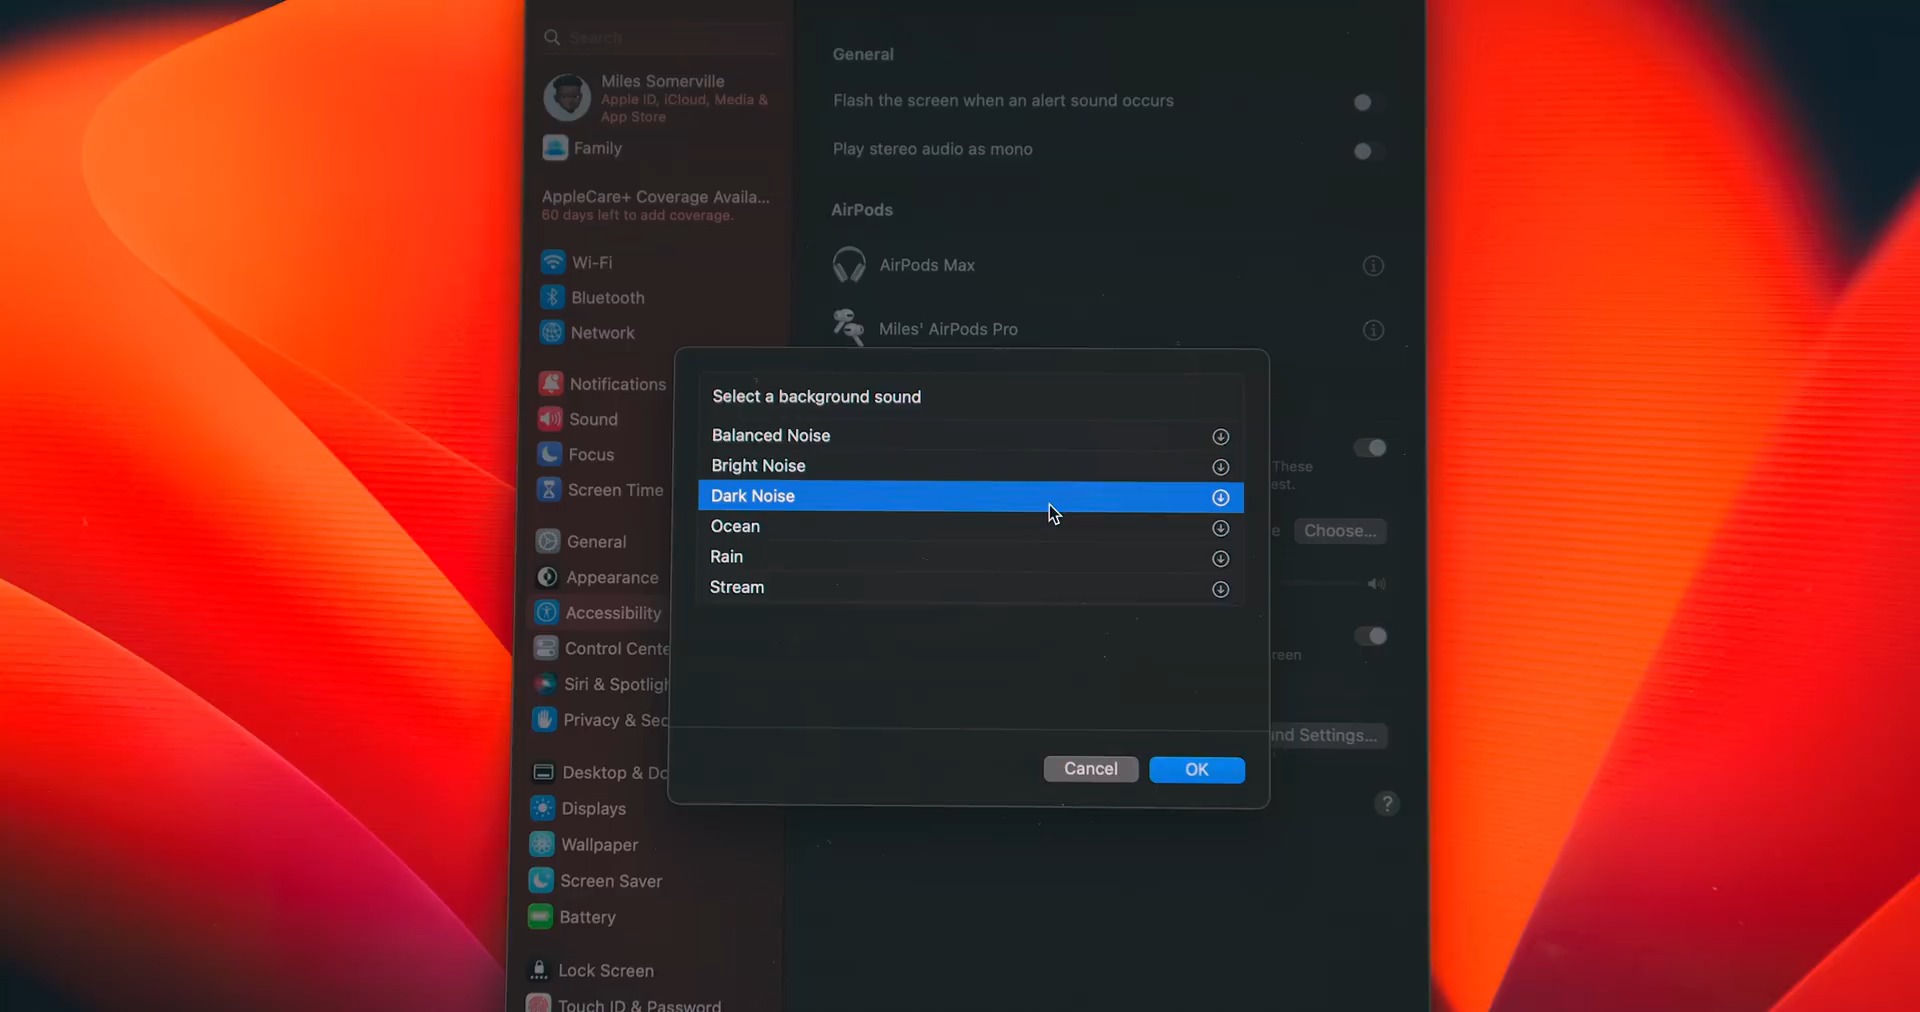 Search
Miles Somerville
Apple ID, iCloud, Media &
App Store
Family
AppleCare+ Coverage Availa...
60 days left to add coverage.
Wi-Fi
Bluetooth
Network
Notifications
Sound
Focus
Screen Time
General
Appearance
Accessibility
Control Cente
Siri & Spotligh
Privacy & Sec
Desktop & Do
Displays
Wallpaper
Screen Saver
Battery
Lock Screen
Touch ID & Password
General
Flash the screen when an alert sound occurs
Play stereo audio as mono
AirPods
AirPods Max
Miles' AirPods Pro
These
est.
e
Choose...
reen
nd Settings...
?
Select a background sound
Balanced Noise
Bright Noise
Dark Noise
Ocean
Rain
Stream
Cancel
OK